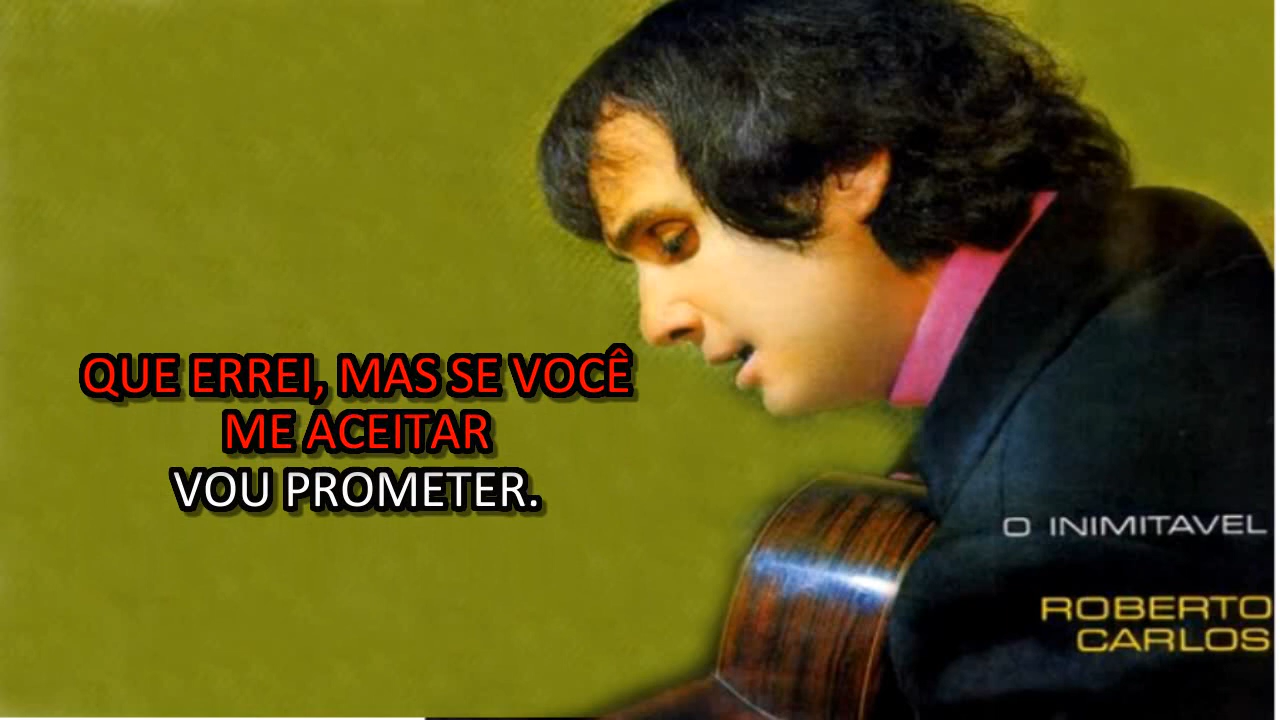 QUE ERREI, MAS SE VOCÊ
ME ACEITAR
VOU PROMETER.
O INIMITAVEL
ROBERTO
CARLOS